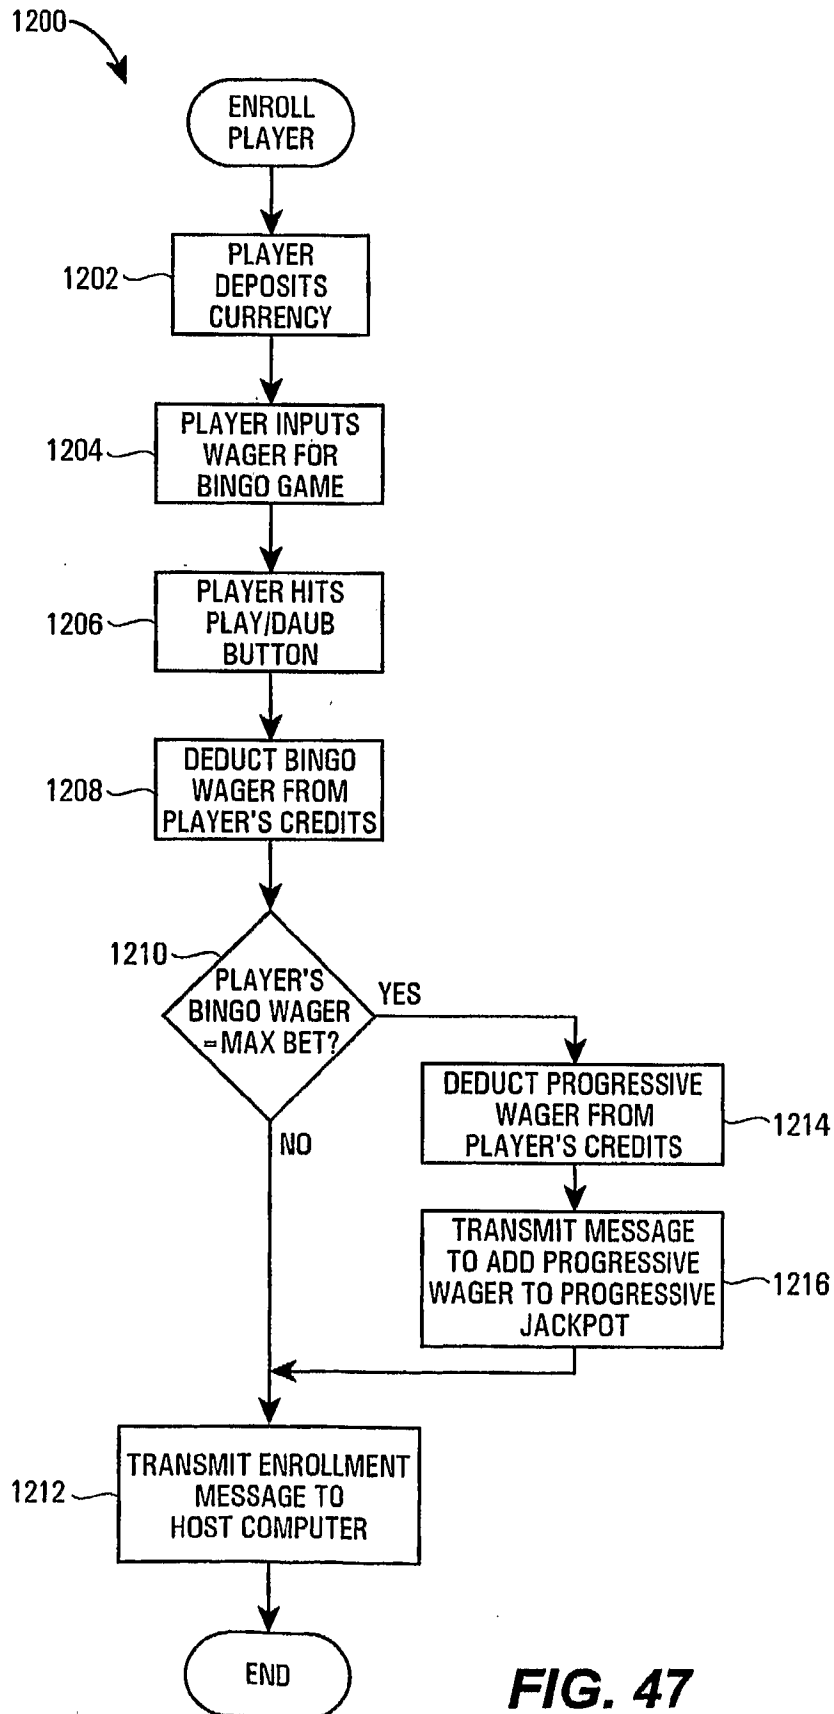 1200
ENROLL
PLAYER
1202
PLAYER
DEPOSITS
CURRENCY
1204
PLAYER INPUTS
WAGER FOR
BINGO GAME
1206
PLAYER HITS
PLAY/DAUB
BUTTON
1208
DEDUCT BINGO
WAGER FROM
PLAYER'S CREDITS
1210
PLAYER'S
BINGO WAGER
=MAX BET?
YES
NO
DEDUCT PROGRESSIVE
WAGER FROM
PLAYER'S CREDITS
1214
TRANSMIT MESSAGE
TO ADD PROGRESSIVE
WAGER TO PROGRESSIVE
JACKPOT
1216
1212
TRANSMIT ENROLLMENT
MESSAGE TO
HOST COMPUTER
END
FIG. 47